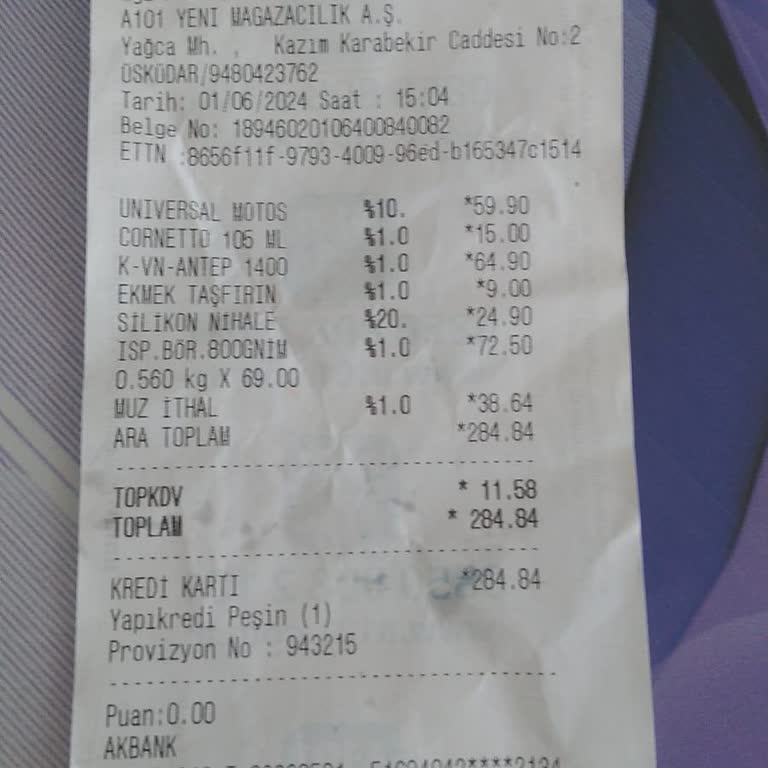 A101 YENİ MAGAZACILIK A.Ş.
Yağca Mh. , Kazım Karabekir Caddesi No:2
ÜSKÜDAR/9480423762
Tarih: 01/06/2024 Saat : 15:04
Belge No: 18946020106400840082
ETTN :8656f11f-9793-4009-96ed-b165347c1514
UNIVERSAL MOTOS %10. *59.90
CORNETTO 105 ML %1.0 *15.00
K-VN-ANTEP 1400 %1.0 *64.90
EKMEK TAŞFIRIN %1.0 *9.00
SİLİKON NİHALE %20. *24.90
ISP.BÖR.800GNİM %1.0 *72.50
0.560 kg X 69.00
MUZ İTHAL %1.0 *38.64
ARA TOPLAM *284.84
TOPKDV * 11.58
TOPLAM * 284.84
KREDİ KARTI *284.84
Yapıkredi Peşin (1)
Provizyon No : 943215
Puan:0.00
AKBANK